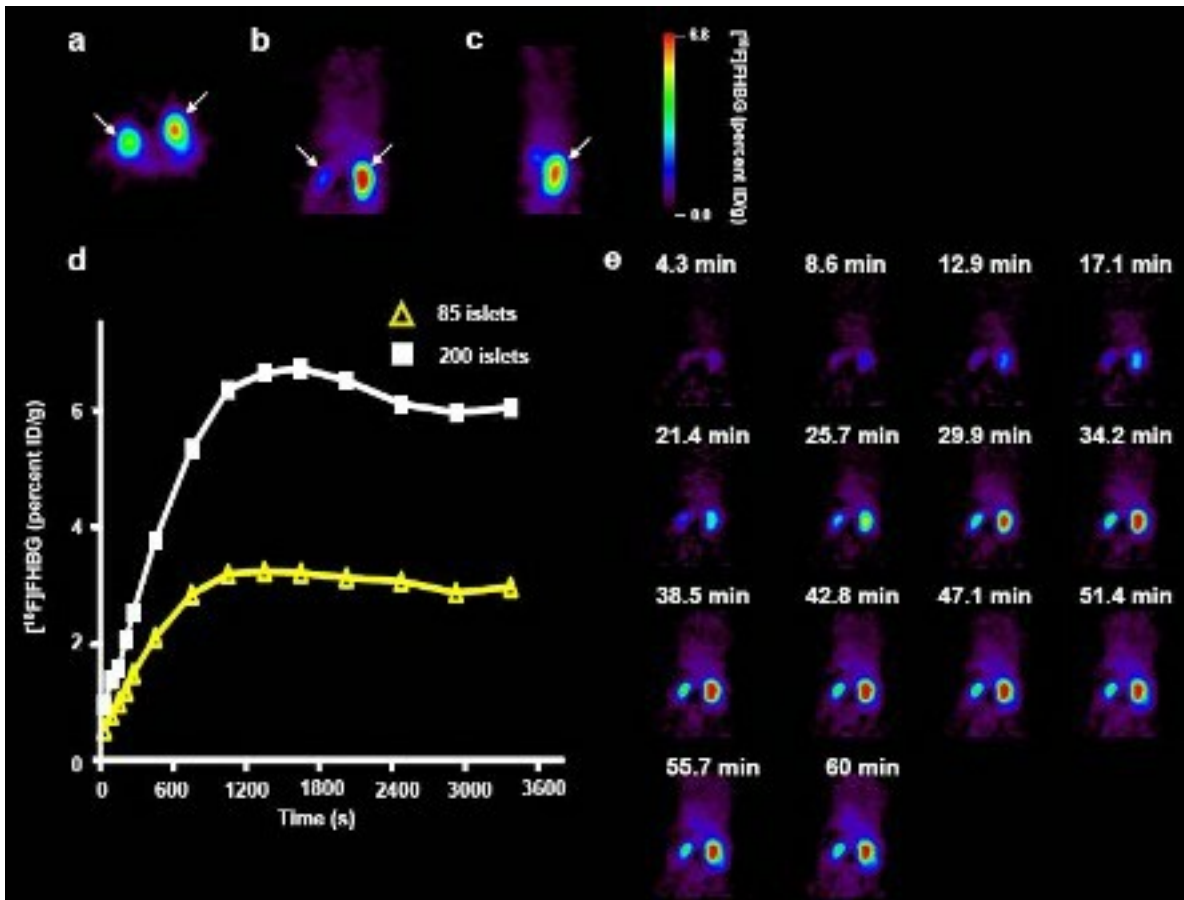 a
b
c
6.8
0.0
[¹⁸F]FHBG (percent ID/g)
d
85 islets
200 islets
[¹⁸F]FHBG (percent ID/g)
6
4
2
0
0 600 1200 1800 2400 3000 3600
Time (s)
e
4.3 min 8.6 min 12.9 min 17.1 min
21.4 min 25.7 min 29.9 min 34.2 min
38.5 min 42.8 min 47.1 min 51.4 min
55.7 min 60 min